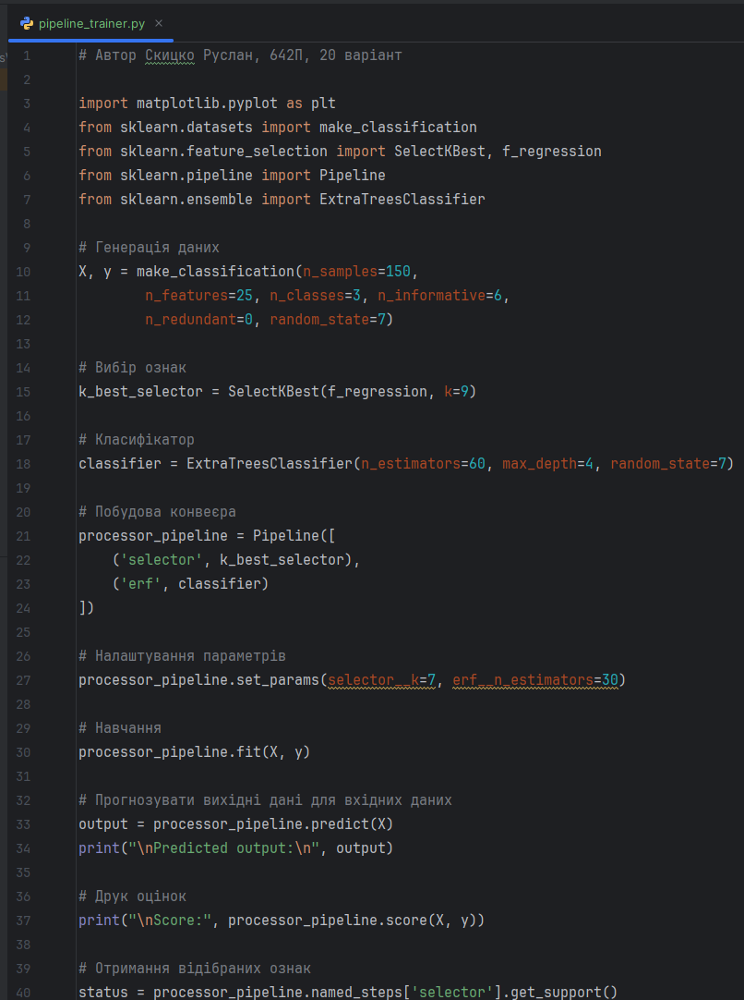 pipeline_trainer.py ×
1 # Автор Скицко Руслан, 642П, 20 варіант
2
3 import matplotlib.pyplot as plt
4 from sklearn.datasets import make_classification
5 from sklearn.feature_selection import SelectKBest, f_regression
6 from sklearn.pipeline import Pipeline
7 from sklearn.ensemble import ExtraTreesClassifier
8
9 # Генерація даних
10 X, y = make_classification(n_samples=150,
11         n_features=25, n_classes=3, n_informative=6,
12         n_redundant=0, random_state=7)
13
14 # Вибір ознак
15 k_best_selector = SelectKBest(f_regression, k=9)
16
17 # Класифікатор
18 classifier = ExtraTreesClassifier(n_estimators=60, max_depth=4, random_state=7)
19
20 # Побудова конвеєра
21 processor_pipeline = Pipeline([
22     ('selector', k_best_selector),
23     ('erf', classifier)
24 ])
25
26 # Налаштування параметрів
27 processor_pipeline.set_params(selector__k=7, erf__n_estimators=30)
28
29 # Навчання
30 processor_pipeline.fit(X, y)
31
32 # Прогнозувати вихідні дані для вхідних даних
33 output = processor_pipeline.predict(X)
34 print("\nPredicted output:\n", output)
35
36 # Друк оцінок
37 print("\nScore:", processor_pipeline.score(X, y))
38
39 # Отримання відібраних ознак
40 status = processor_pipeline.named_steps['selector'].get_support()